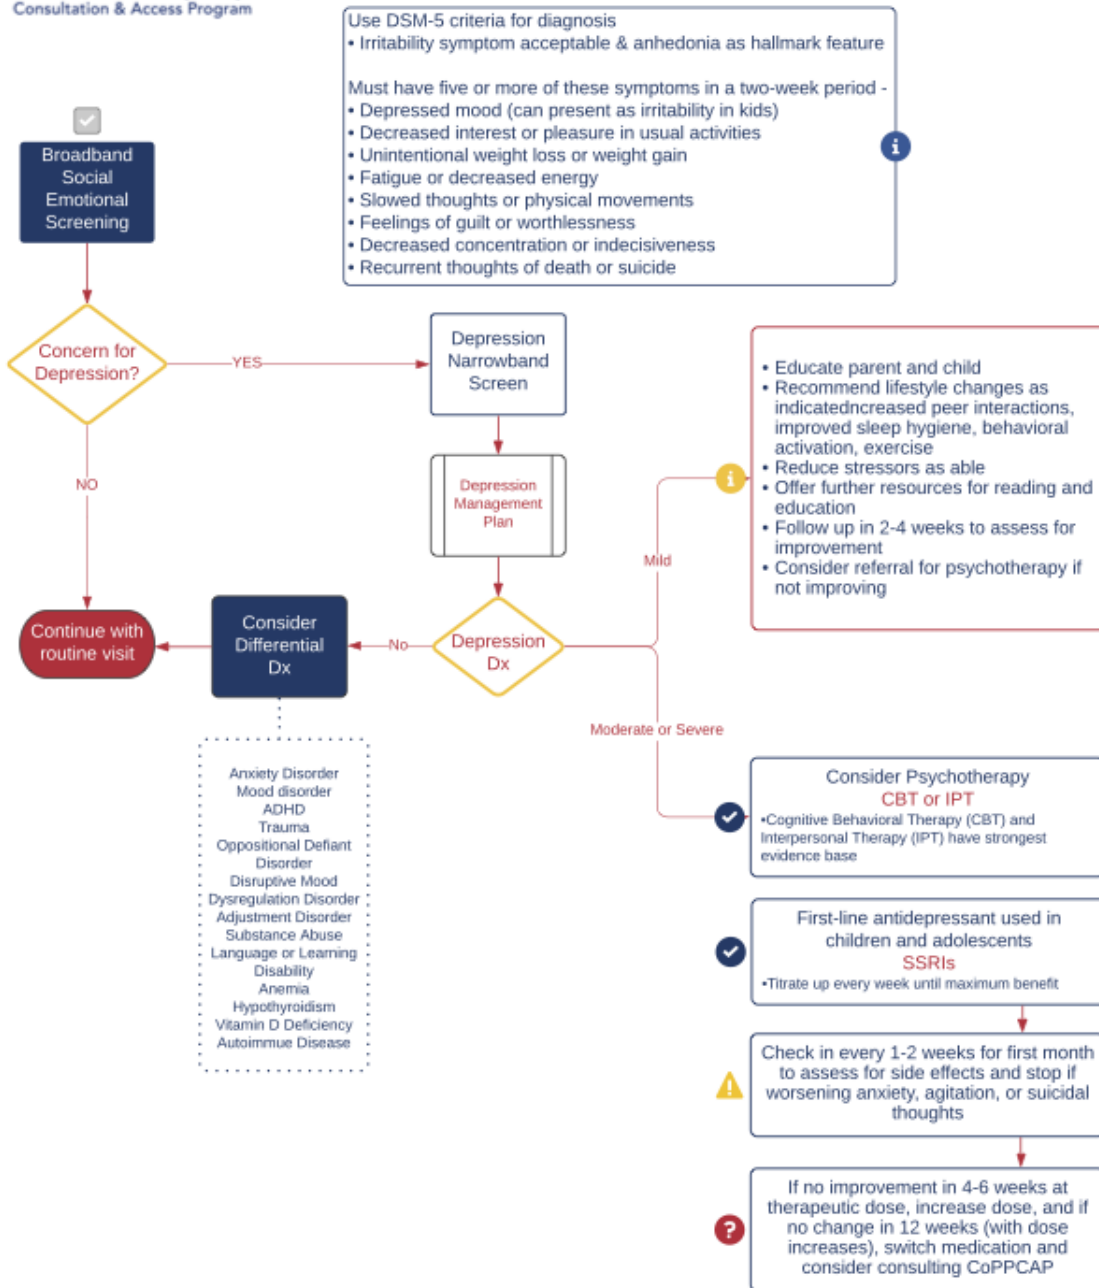 Consultation & Access Program
Use DSM-5 criteria for diagnosis
• Irritability symptom acceptable & anhedonia as hallmark feature
Must have five or more of these symptoms in a two-week period -
• Depressed mood (can present as irritability in kids)
• Decreased interest or pleasure in usual activities
• Unintentional weight loss or weight gain
• Fatigue or decreased energy
• Slowed thoughts or physical movements
• Feelings of guilt or worthlessness
• Decreased concentration or indecisiveness
• Recurrent thoughts of death or suicide
Broadband
Social
Emotional
Screening
Concern for
Depression?
YES
NO
Depression
Narrowband
Screen
Depression
Management
Plan
Depression
Dx
No
Consider
Differential
Dx
Continue with
routine visit
Anxiety Disorder
Mood disorder
ADHD
Trauma
Oppositional Defiant
Disorder
Disruptive Mood
Dysregulation Disorder
Adjustment Disorder
Substance Abuse
Language or Learning
Disability
Anemia
Hypothyroidism
Vitamin D Deficiency
Autoimmue Disease
Mild
• Educate parent and child
• Recommend lifestyle changes as
indicatedncreased peer interactions,
improved sleep hygiene, behavioral
activation, exercise
• Reduce stressors as able
• Offer further resources for reading and
education
• Follow up in 2-4 weeks to assess for
improvement
• Consider referral for psychotherapy if
not improving
Moderate or Severe
Consider Psychotherapy
CBT or IPT
•Cognitive Behavioral Therapy (CBT) and
Interpersonal Therapy (IPT) have strongest
evidence base
First-line antidepressant used in
children and adolescents
SSRIs
•Titrate up every week until maximum benefit
Check in every 1-2 weeks for first month
to assess for side effects and stop if
worsening anxiety, agitation, or suicidal
thoughts
If no improvement in 4-6 weeks at
therapeutic dose, increase dose, and if
no change in 12 weeks (with dose
increases), switch medication and
consider consulting CoPPCAP